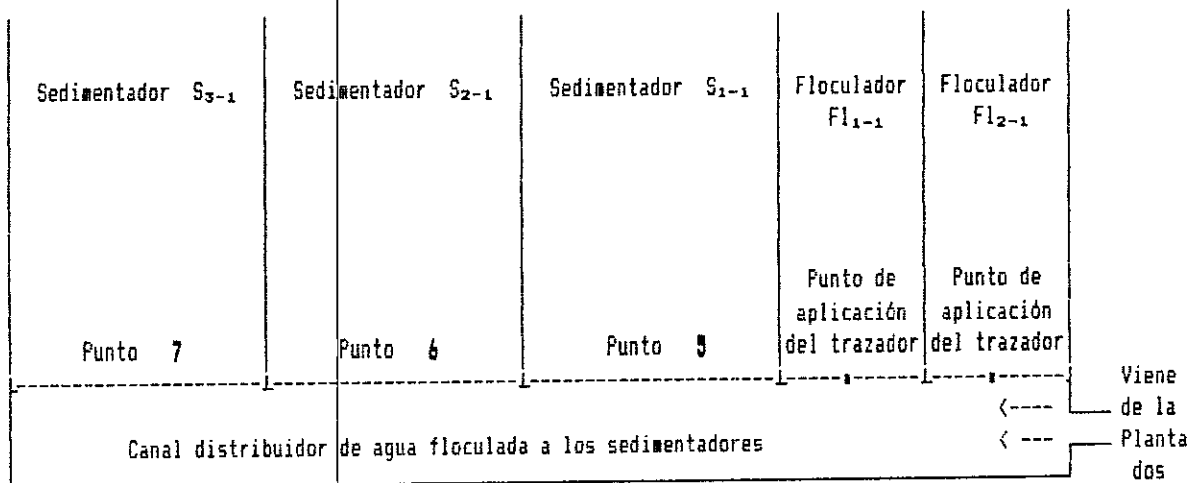 Sedimentador S₃₋₁
Sedimentador S₂₋₁
Sedimentador S₁₋₁
Floculador
Fl₁₋₁
Floculador
Fl₂₋₁
Punto de
aplicación
del trazador
Punto de
aplicación
del trazador
Punto 7
Punto 6
Punto 5
Viene
de la
Planta
dos
Canal distribuidor de agua floculada a los sedimentadores